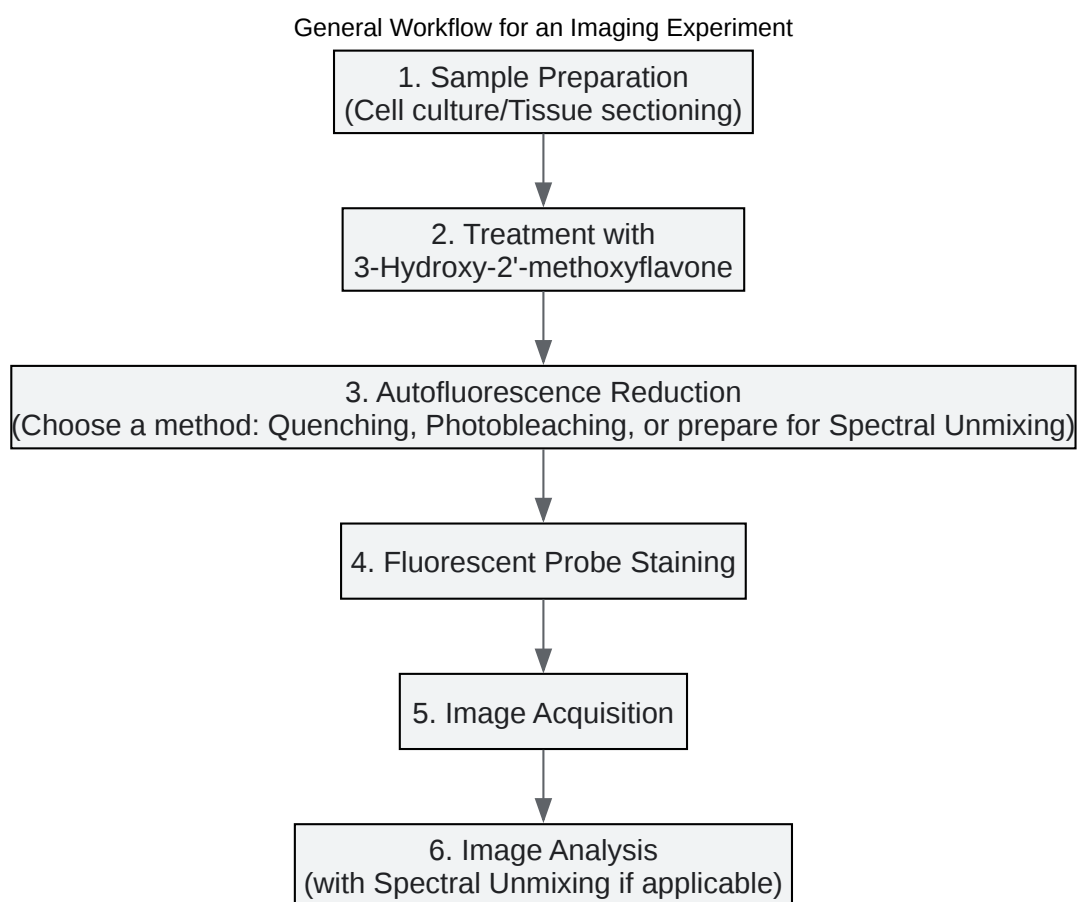 General Workflow for an Imaging Experiment
1. Sample Preparation
(Cell culture/Tissue sectioning)
2. Treatment with
3-Hydroxy-2'-methoxyflavone
3. Autofluorescence Reduction
(Choose a method: Quenching, Photobleaching, or prepare for Spectral Unmixing)
4. Fluorescent Probe Staining
5. Image Acquisition
6. Image Analysis
(with Spectral Unmixing if applicable)